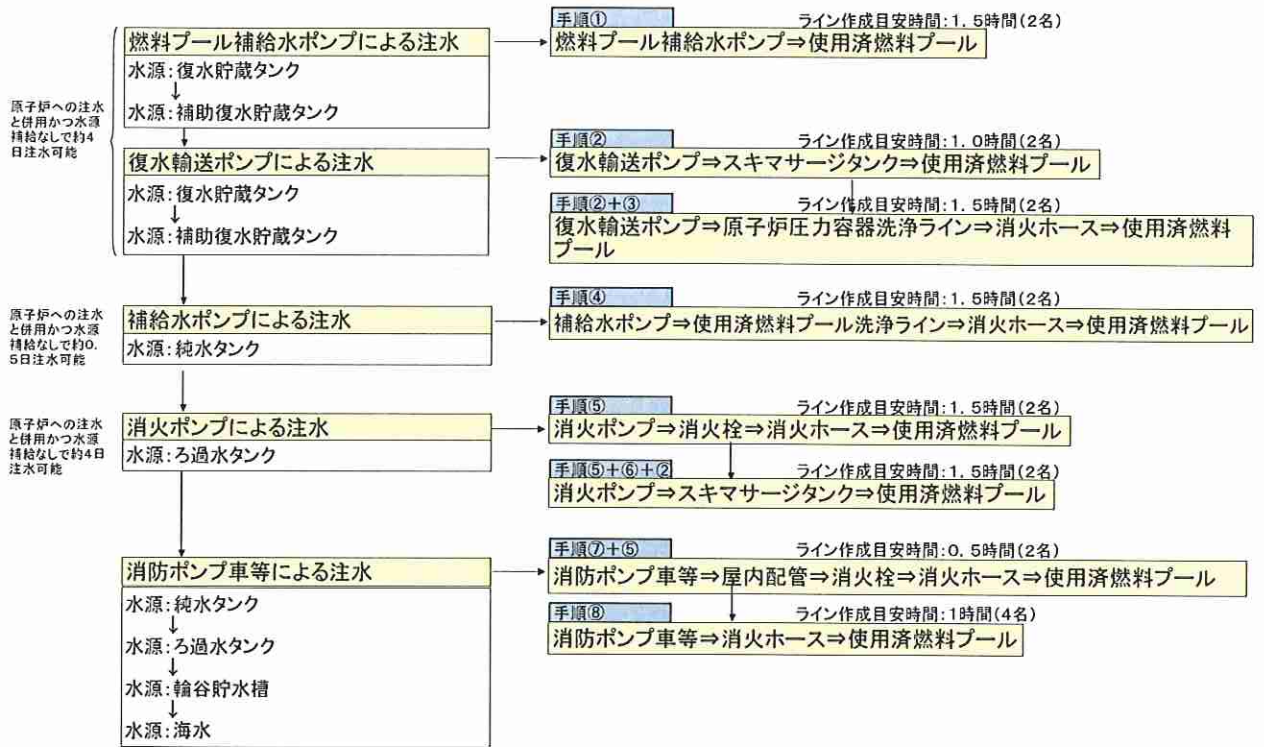 手順① ライン作成目安時間:1.5時間(2名)
燃料プール補給水ポンプによる注水
燃料プール補給水ポンプ⇒使用済燃料プール
水源:復水貯蔵タンク
↓
水源:補助復水貯蔵タンク
原子炉への注水
と併用かつ水源
補給なしで約4
日注水可能
手順② ライン作成目安時間:1.0時間(2名)
復水輸送ポンプによる注水
復水輸送ポンプ⇒スキマサージタンク⇒使用済燃料プール
水源:復水貯蔵タンク
↓
水源:補助復水貯蔵タンク
手順②+③ ライン作成目安時間:1.5時間(2名)
復水輸送ポンプ⇒原子炉圧力容器洗浄ライン⇒消火ホース⇒使用済燃料
プール
原子炉への注水
と併用かつ水源
補給なしで約0.
5日注水可能
手順④ ライン作成目安時間:1.5時間(2名)
補給水ポンプによる注水
補給水ポンプ⇒使用済燃料プール洗浄ライン⇒消火ホース⇒使用済燃料プール
水源:純水タンク
原子炉への注水
と併用かつ水源
補給なしで約4日
注水可能
手順⑤ ライン作成目安時間:1.5時間(2名)
消火ポンプによる注水
消火ポンプ⇒消火栓⇒消火ホース⇒使用済燃料プール
水源:ろ過水タンク
手順⑤+⑥+② ライン作成目安時間:1.5時間(2名)
消火ポンプ⇒スキマサージタンク⇒使用済燃料プール
手順⑦+⑤ ライン作成目安時間:0.5時間(2名)
消防ポンプ車等による注水
消防ポンプ車等⇒屋内配管⇒消火栓⇒消火ホース⇒使用済燃料プール
水源:純水タンク
↓
水源:ろ過水タンク
↓
水源:輪谷貯水槽
↓
水源:海水
手順⑧ ライン作成目安時間:1時間(4名)
消防ポンプ車等⇒消火ホース⇒使用済燃料プール